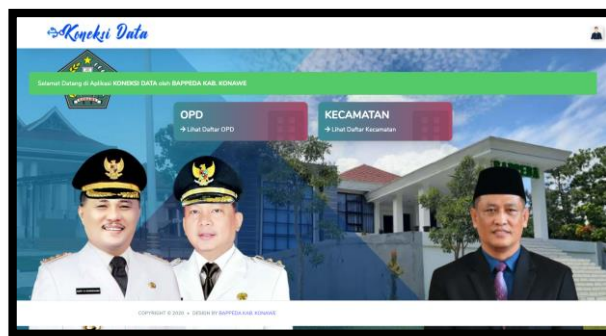 Koneksi Data
Selamat Datang di Aplikasi KONEKSI DATA oleh BAPPEDA KAB. KONAWE
OPD
→ Lihat Daftar OPD
KECAMATAN
→ Lihat Daftar Kecamatan
BAPPEDA
COPYRIGHT © 2020 • DESIGN BY BAPPEDA KAB. KONAWE